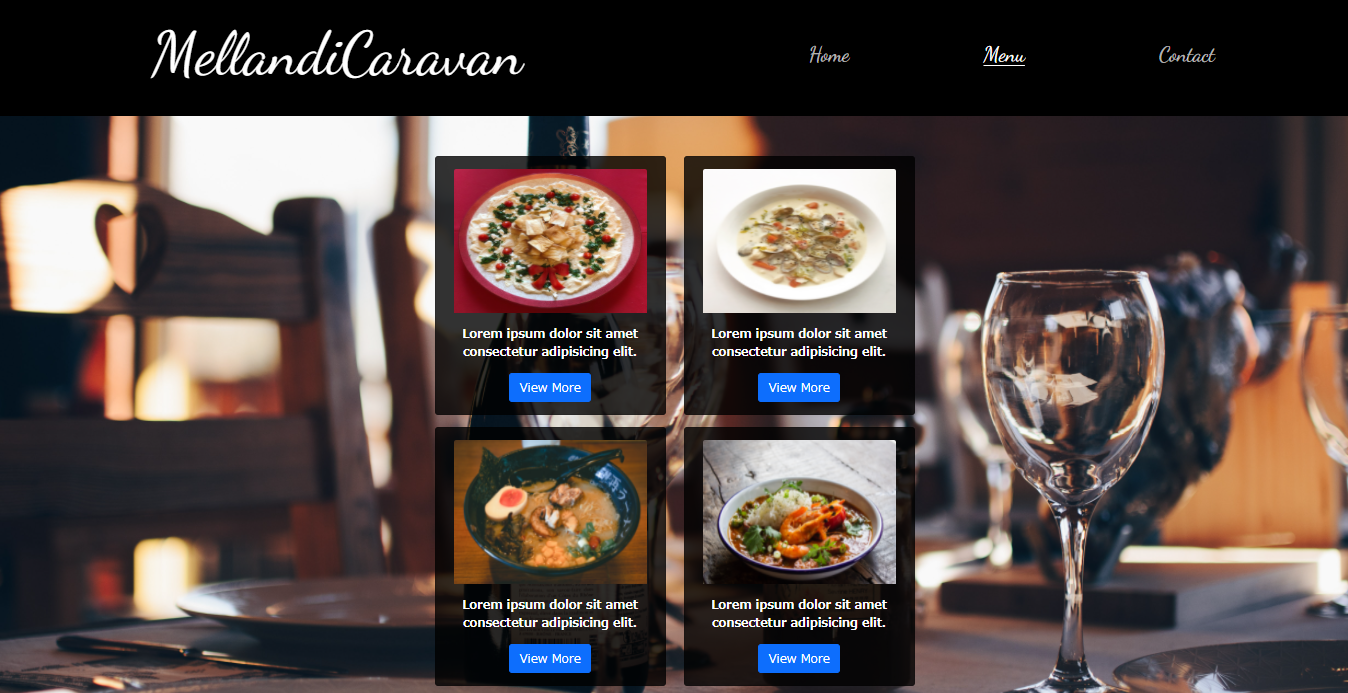 MellandiCaravan
Home
Menu
Contact
Lorem ipsum dolor sit amet
consectetur adipisicing elit.
View More
Lorem ipsum dolor sit amet
consectetur adipisicing elit.
View More
Lorem ipsum dolor sit amet
consectetur adipisicing elit.
View More
Lorem ipsum dolor sit amet
consectetur adipisicing elit.
View More